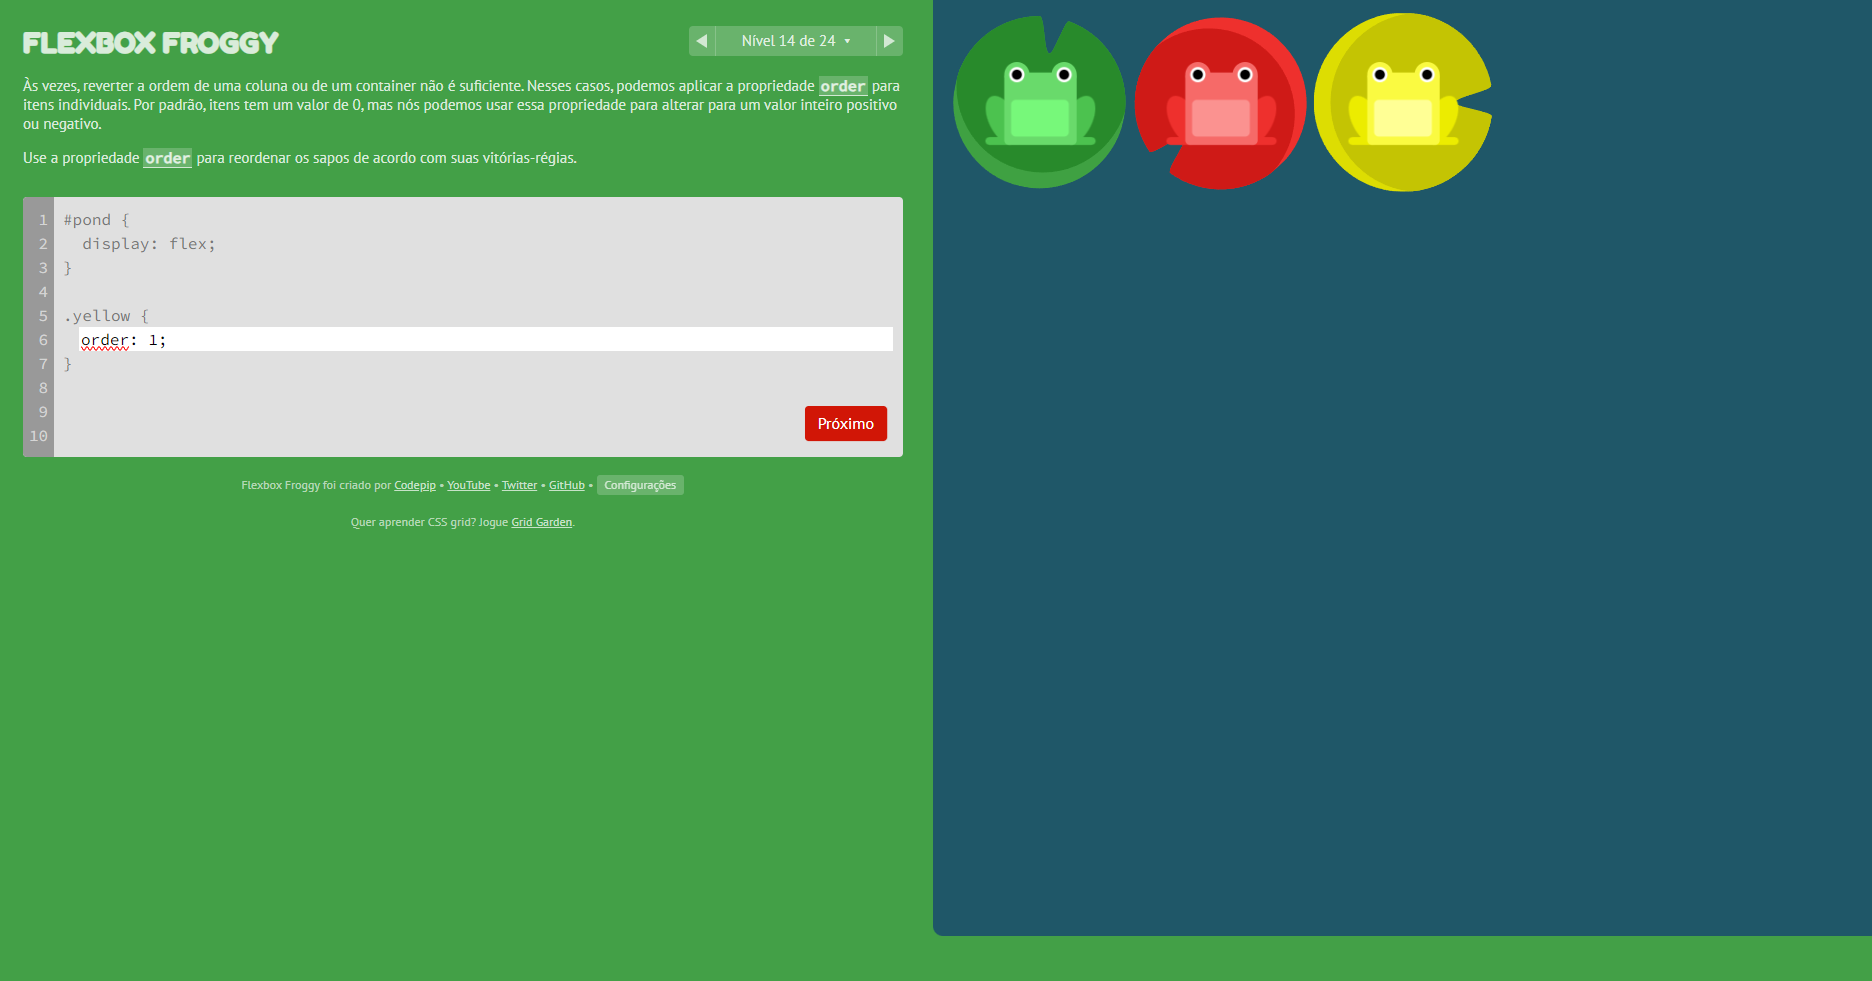 FLEXBOX FROGGY
Nível 14 de 24
Às vezes, reverter a ordem de uma coluna ou de um container não é suficiente. Nesses casos, podemos aplicar a propriedade order para
itens individuais. Por padrão, itens tem um valor de 0, mas nós podemos usar essa propriedade para alterar para um valor inteiro positivo
ou negativo.
Use a propriedade order para reordenar os sapos de acordo com suas vitórias-régias.
1 #pond {
2 display: flex;
3 }
4
5 .yellow {
6 order: 1;
7 }
8
9
10
Próximo
Flexbox Froggy foi criado por Codepip • YouTube • Twitter • GitHub • Configurações
Quer aprender CSS grid? Jogue Grid Garden.